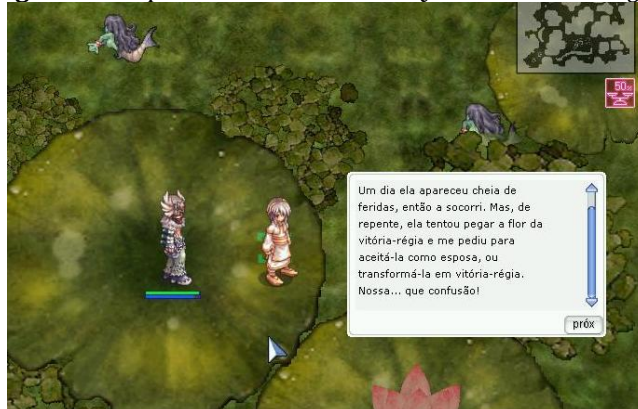 50%
Um dia ela apareceu cheia de
feridas, então a socorri. Mas, de
repente, ela tentou pegar a flor da
vitória-régia e me pediu para
aceitá-la como esposa, ou
transformá-la em vitória-régia.
Nossa... que confusão!
próx